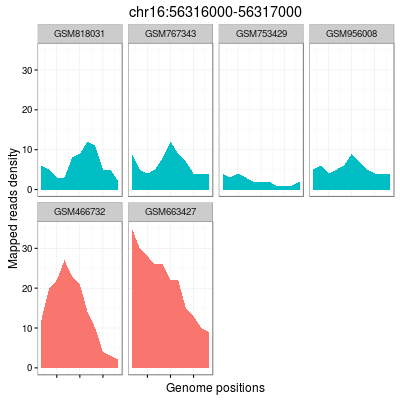 chr16:56316000-56317000
GSM818031 GSM767343 GSM753429 GSM956008
30
20
10
0
GSM466732 GSM663427
30
20
10
0
Mapped reads density
Genome positions